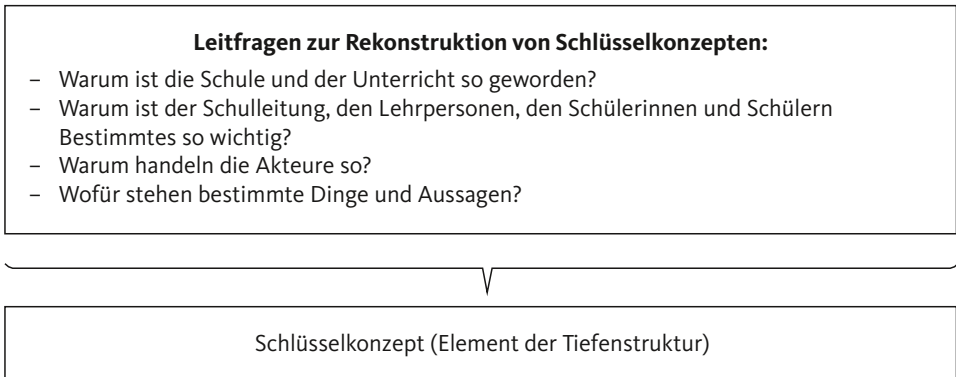 Leitfragen zur Rekonstruktion von Schlüsselkonzepten:
– Warum ist die Schule und der Unterricht so geworden?
– Warum ist der Schulleitung, den Lehrpersonen, den Schülerinnen und Schülern
Bestimmtes so wichtig?
– Warum handeln die Akteure so?
– Wofür stehen bestimmte Dinge und Aussagen?
Schlüsselkonzept (Element der Tiefenstruktur)